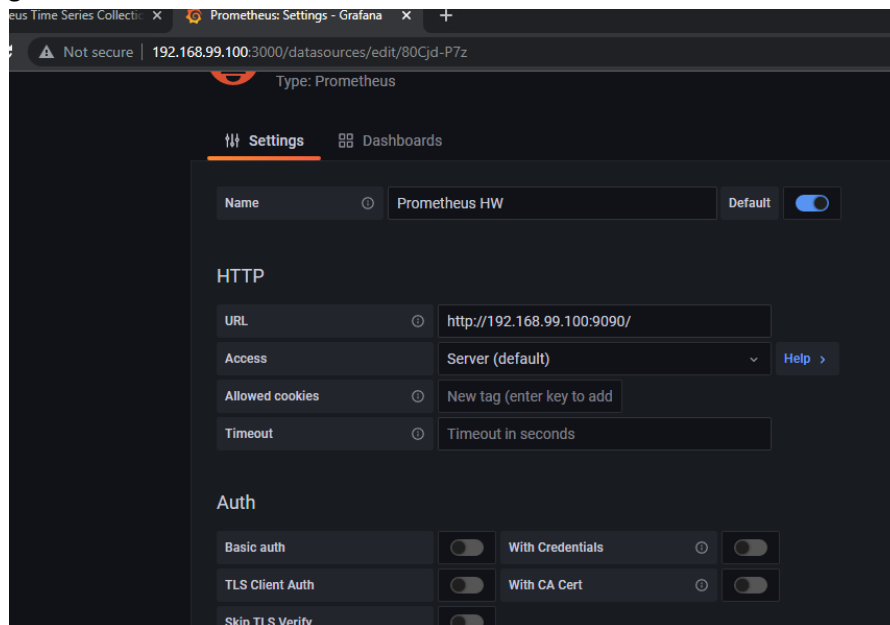 eus Time Series Collectic
Prometheus: Settings - Grafana
Not secure | 192.168.99.100:3000/datasources/edit/80Cjd-P7z
Type: Prometheus
Settings Dashboards
Name Prometheus HW Default
HTTP
URL http://192.168.99.100:9090/
Access Server (default) Help >
Allowed cookies New tag (enter key to add
Timeout Timeout in seconds
Auth
Basic auth With Credentials
TLS Client Auth With CA Cert
Skip TLS Verify